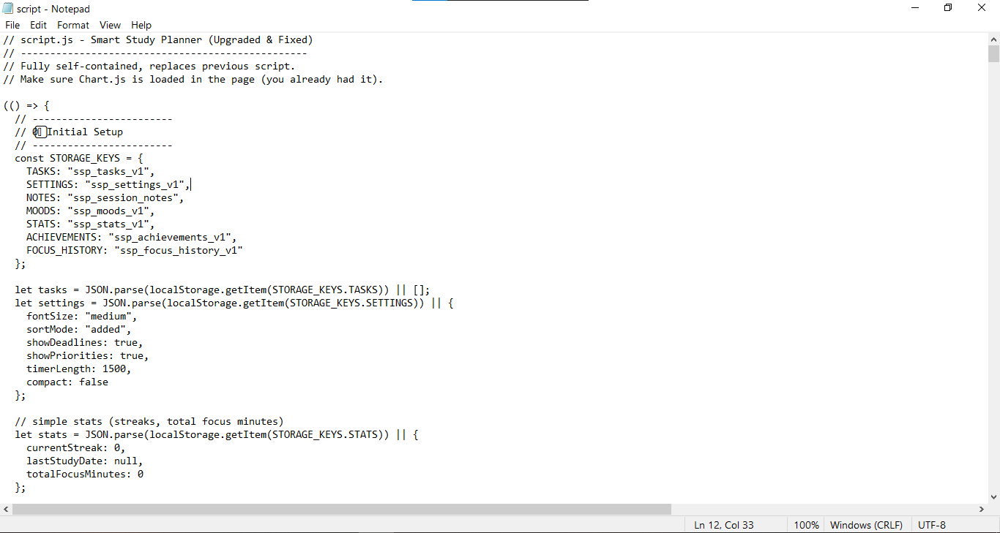 script - Notepad
File Edit Format View Help
// script.js - Smart Study Planner (Upgraded & Fixed)
// -------------------------------------------------
// Fully self-contained, replaces previous script.
// Make sure Chart.js is loaded in the page (you already had it).
(() => {
// ------------------------
// 0️⃣ Initial Setup
// ------------------------
const STORAGE_KEYS = {
TASKS: "ssp_tasks_v1",
SETTINGS: "ssp_settings_v1",
NOTES: "ssp_session_notes",
MOODS: "ssp_moods_v1",
STATS: "ssp_stats_v1",
ACHIEVEMENTS: "ssp_achievements_v1",
FOCUS_HISTORY: "ssp_focus_history_v1"
};
let tasks = JSON.parse(localStorage.getItem(STORAGE_KEYS.TASKS)) || [];
let settings = JSON.parse(localStorage.getItem(STORAGE_KEYS.SETTINGS)) || {
fontSize: "medium",
sortMode: "added",
showDeadlines: true,
showPriorities: true,
timerLength: 1500,
compact: false
};
// simple stats (streaks, total focus minutes)
let stats = JSON.parse(localStorage.getItem(STORAGE_KEYS.STATS)) || {
currentStreak: 0,
lastStudyDate: null,
totalFocusMinutes: 0
};
Ln 12, Col 33 100% Windows (CRLF) UTF-8